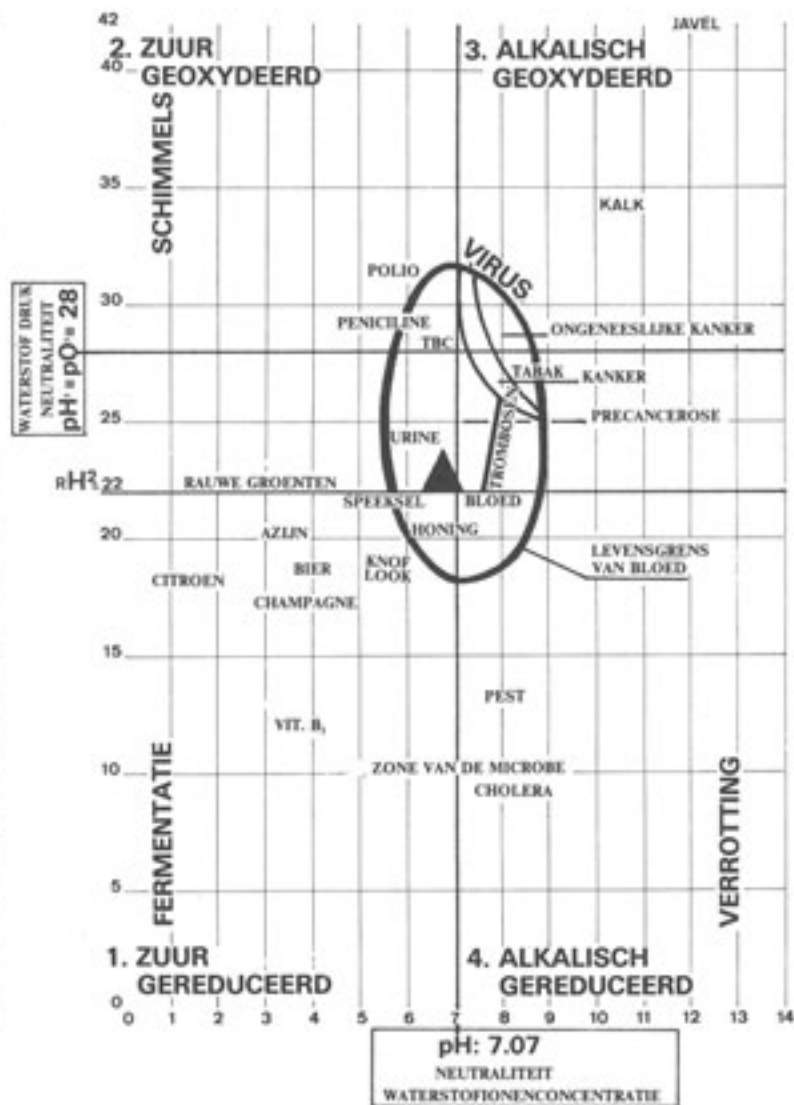 42
JAVEL
2. ZUUR
GEOXYDEERD
3. ALKALISCH
GEOXYDEERD
40
SCHIMMELS
35
KALK
VIRUS
POLIO
30
PENICILINE
ONGENEESLIJKE KANKER
TBC
WATERSTOF DRUK
NEUTRALITEIT
pH¹ = pO¹ = 28
TABAK
KANKER
25
PRECANCEROSE
URINE
TROMBOSEN
rH².
22
RAUWE GROENTEN
SPEEKSEL
BLOED
20
AZIJN
HONING
LEVENSGRENS
VAN BLOED
BIER
KNOF
LOOK
CITROEN
CHAMPAGNE
15
PEST
VIT. B₁
10
ZONE VAN DE MICROBE
CHOLERA
FERMENTATIE
VERROTTING
5
1. ZUUR
GEREDUCEERD
4. ALKALISCH
GEREDUCEERD
0
0 1 2 3 4 5 6 7 8 9 10 11 12 13 14
pH: 7.07
NEUTRALITEIT
WATERSTOFIONENCONCENTRATIE